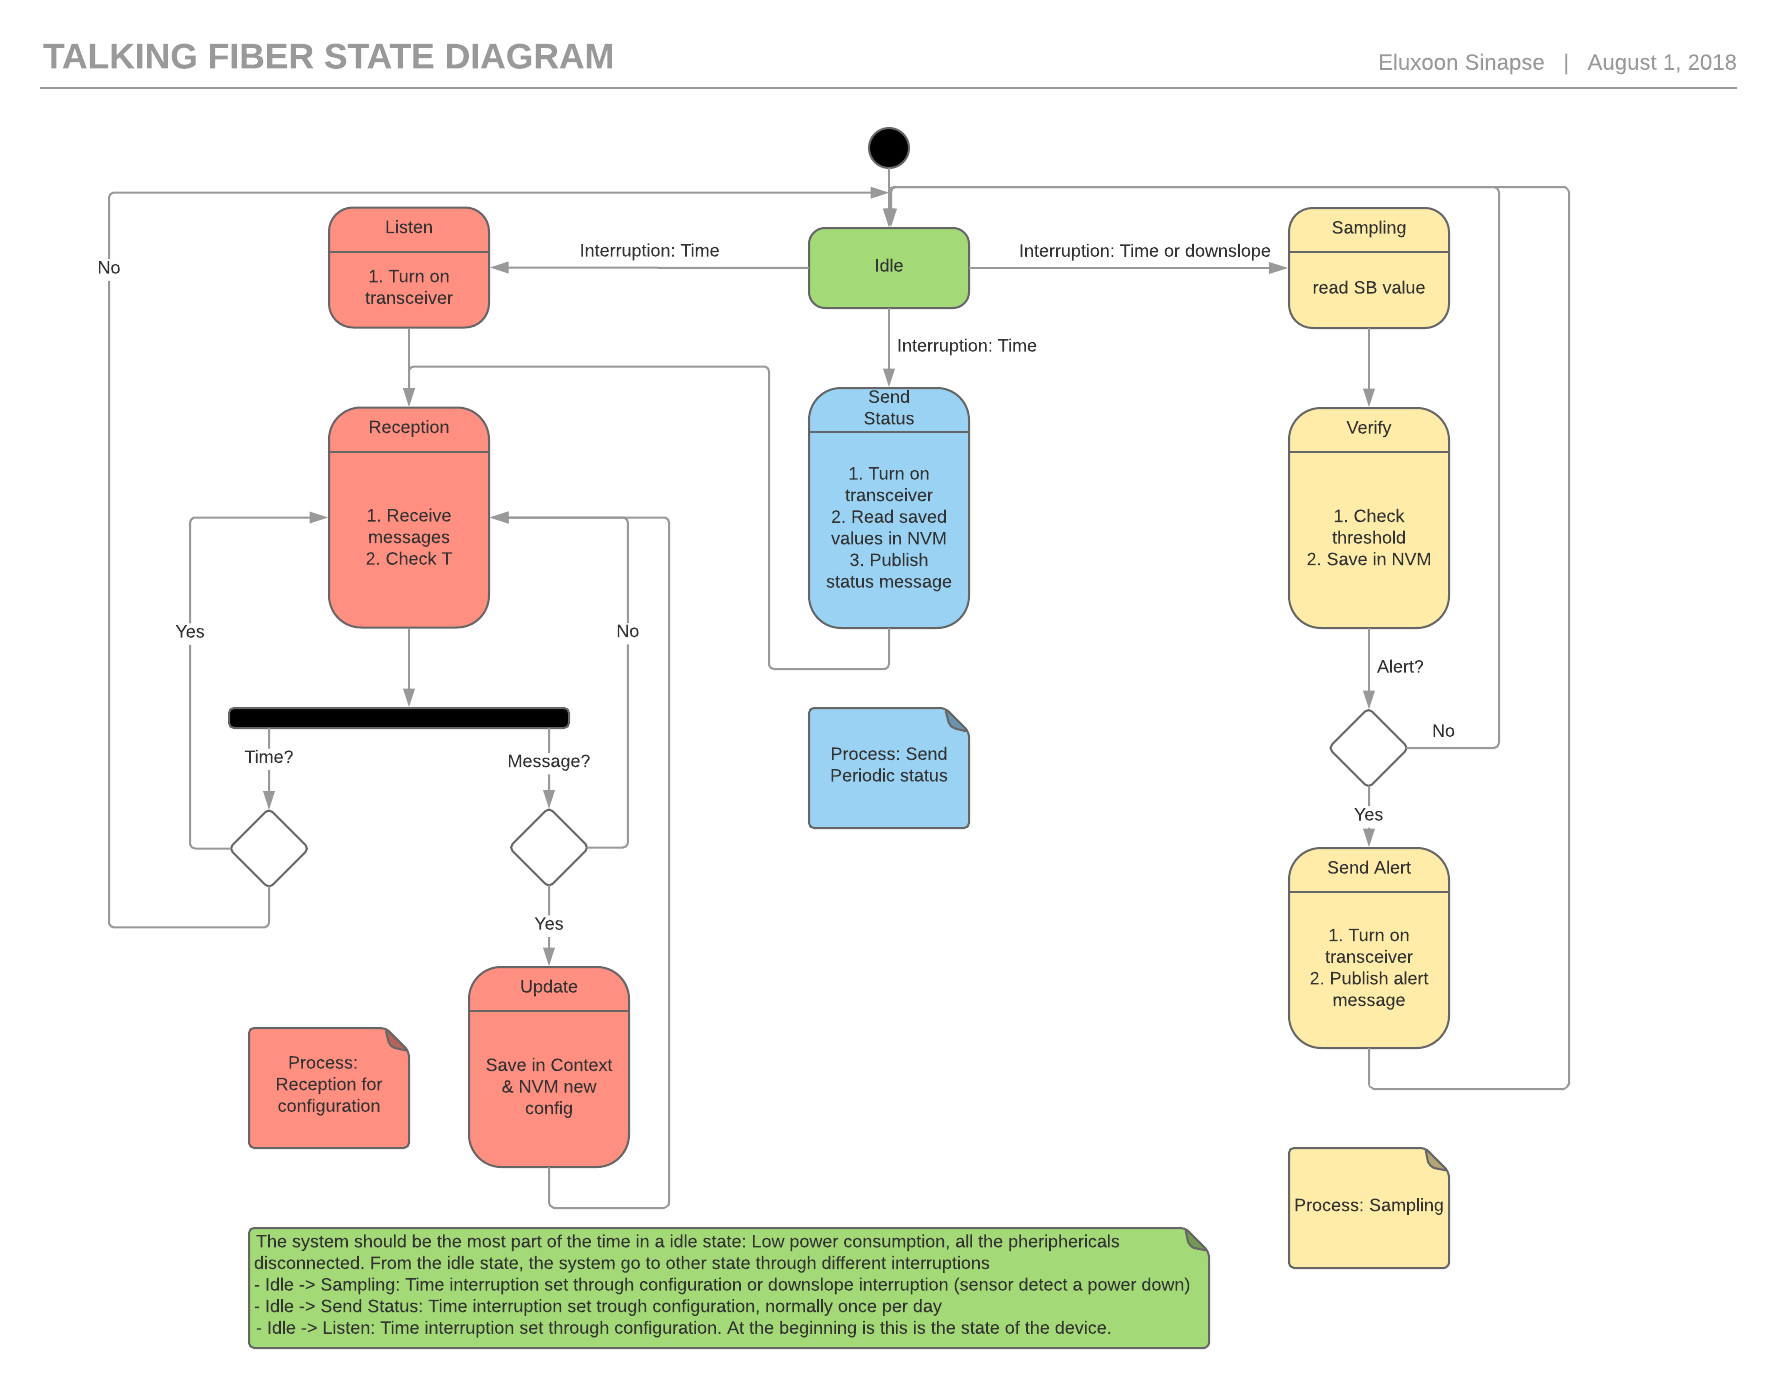 TALKING FIBER STATE DIAGRAM
Eluxoon Sinapse | August 1, 2018
Listen
1. Turn on
transceiver
Interruption: Time
Idle
Interruption: Time or downslope
Sampling
read SB value
No
Interruption: Time
Reception
1. Receive
messages
2. Check T
Send
Status
1. Turn on
transceiver
2. Read saved
values in NVM
3. Publish
status message
Verify
1. Check
threshold
2. Save in NVM
Yes
No
Alert?
No
Time?
Message?
Process: Send
Periodic status
Yes
Send Alert
1. Turn on
transceiver
2. Publish alert
message
Yes
Update
Save in Context
& NVM new
config
Process:
Reception for
configuration
Process: Sampling
The system should be the most part of the time in a idle state: Low power consumption, all the pheriphericals
disconnected. From the idle state, the system go to other state through different interruptions
- Idle -> Sampling: Time interruption set through configuration or downslope interruption (sensor detect a power down)
- Idle -> Send Status: Time interruption set trough configuration, normally once per day
- Idle -> Listen: Time interruption set through configuration. At the beginning is this is the state of the device.